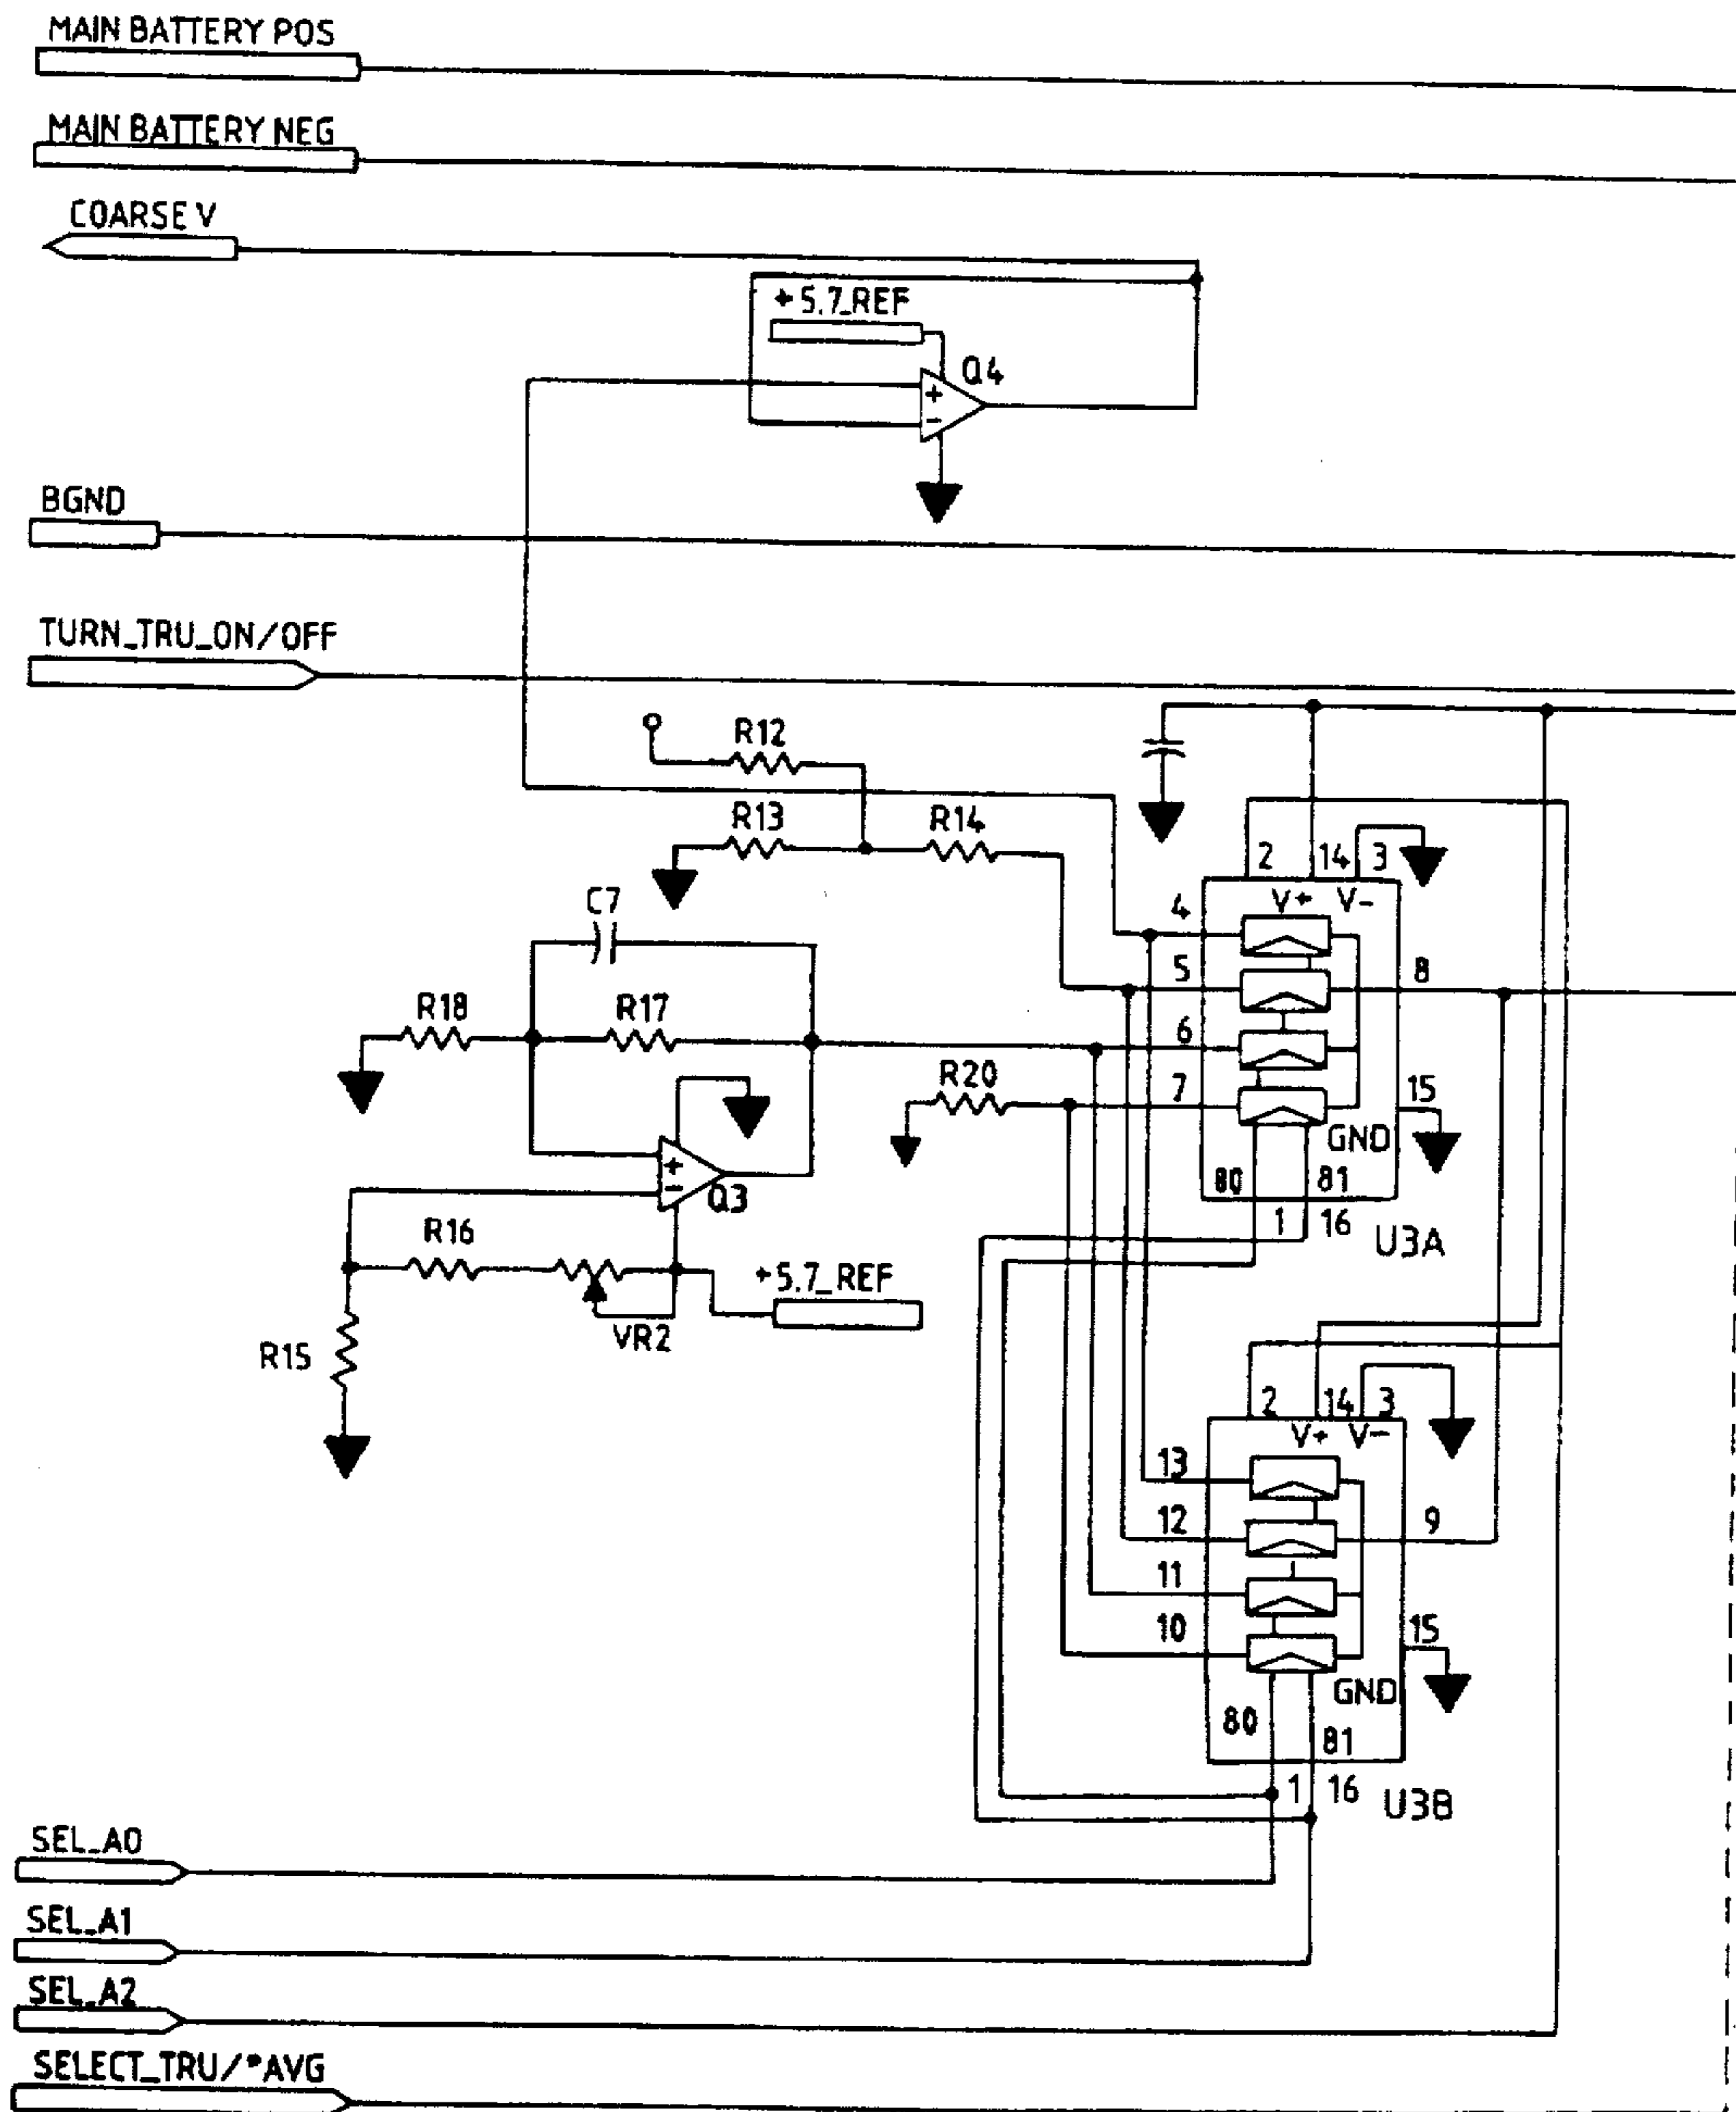 MAIN BATTERY POS
MAIN BATTERY NEG
COARSE V
+5.7_REF
Q4
+
-
BGND
TURN_TRU_ON/OFF
R12
R13
R14
2
14
3
V+
V-
C7
4
5
8
R18
R17
6
R20
7
15
GND
+
-
Q3
80
81
1
16
U3A
R16
+5.7_REF
VR2
R15
2
14
3
V+
V-
13
12
9
11
10
15
GND
80
81
1
16
U3B
SEL_A0
SEL_A1
SEL_A2
SELECT_TRU/*AVG